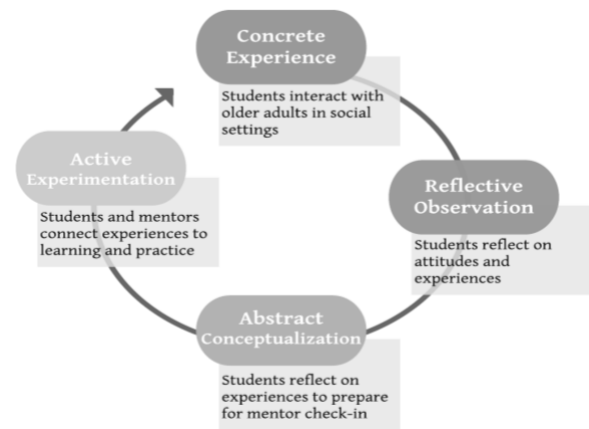 Concrete
Experience
Students interact with
older adults in social
settings
Reflective
Observation
Students reflect on
attitudes and
experiences
Abstract
Conceptualization
Students reflect on
experiences to prepare
for mentor check-in
Active
Experimentation
Students and mentors
connect experiences to
learning and practice